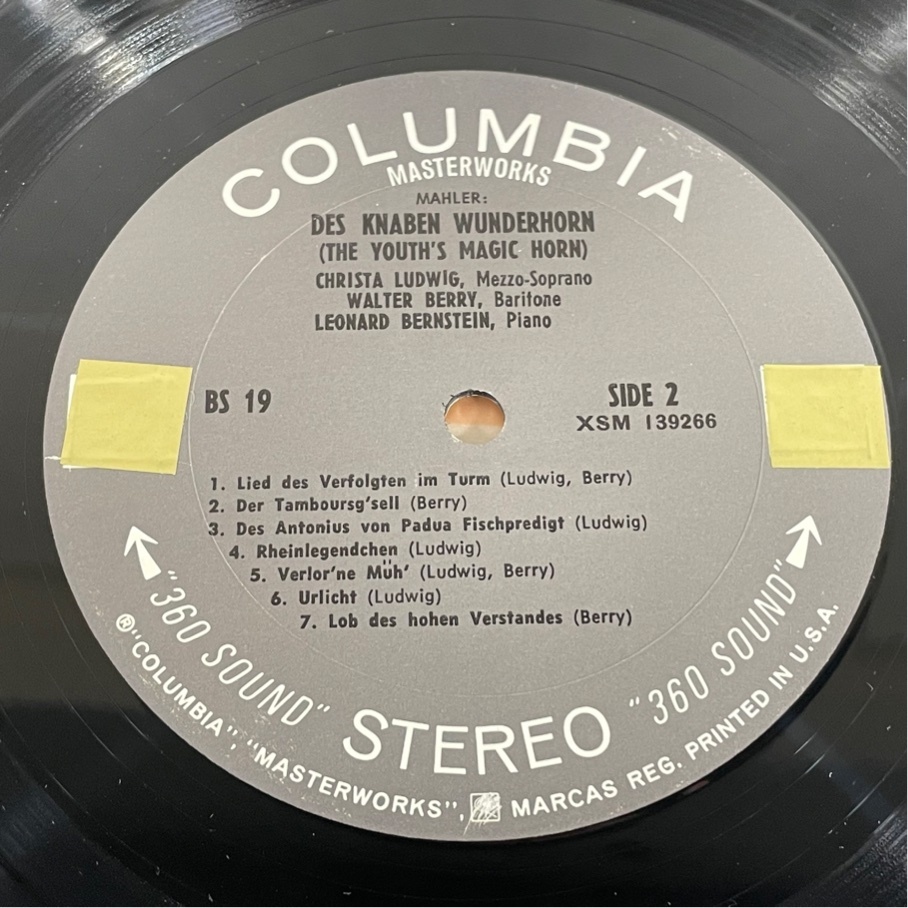 COLUMBIA
MASTERWORKS
MAHLER:
DES KNABEN WUNDERHORN
(THE YOUTH'S MAGIC HORN)
CHRISTA LUDWIG, Mezzo-Soprano
WALTER BERRY, Baritone
LEONARD BERNSTEIN, Piano
BS 19
SIDE 2
XSM 139266
1. Lied des Verfolgten im Turm (Ludwig, Berry)
2. Der Tamboursg'sell (Berry)
3. Des Antonius von Padua Fischpredigt (Ludwig)
4. Rheinlegendchen (Ludwig)
5. Verlor'ne Müh' (Ludwig, Berry)
6. Urlicht (Ludwig)
7. Lob des hohen Verstandes (Berry)
"360 SOUND" STEREO "360 SOUND"
®"COLUMBIA", "MASTERWORKS", MARCAS REG. PRINTED IN U.S.A.